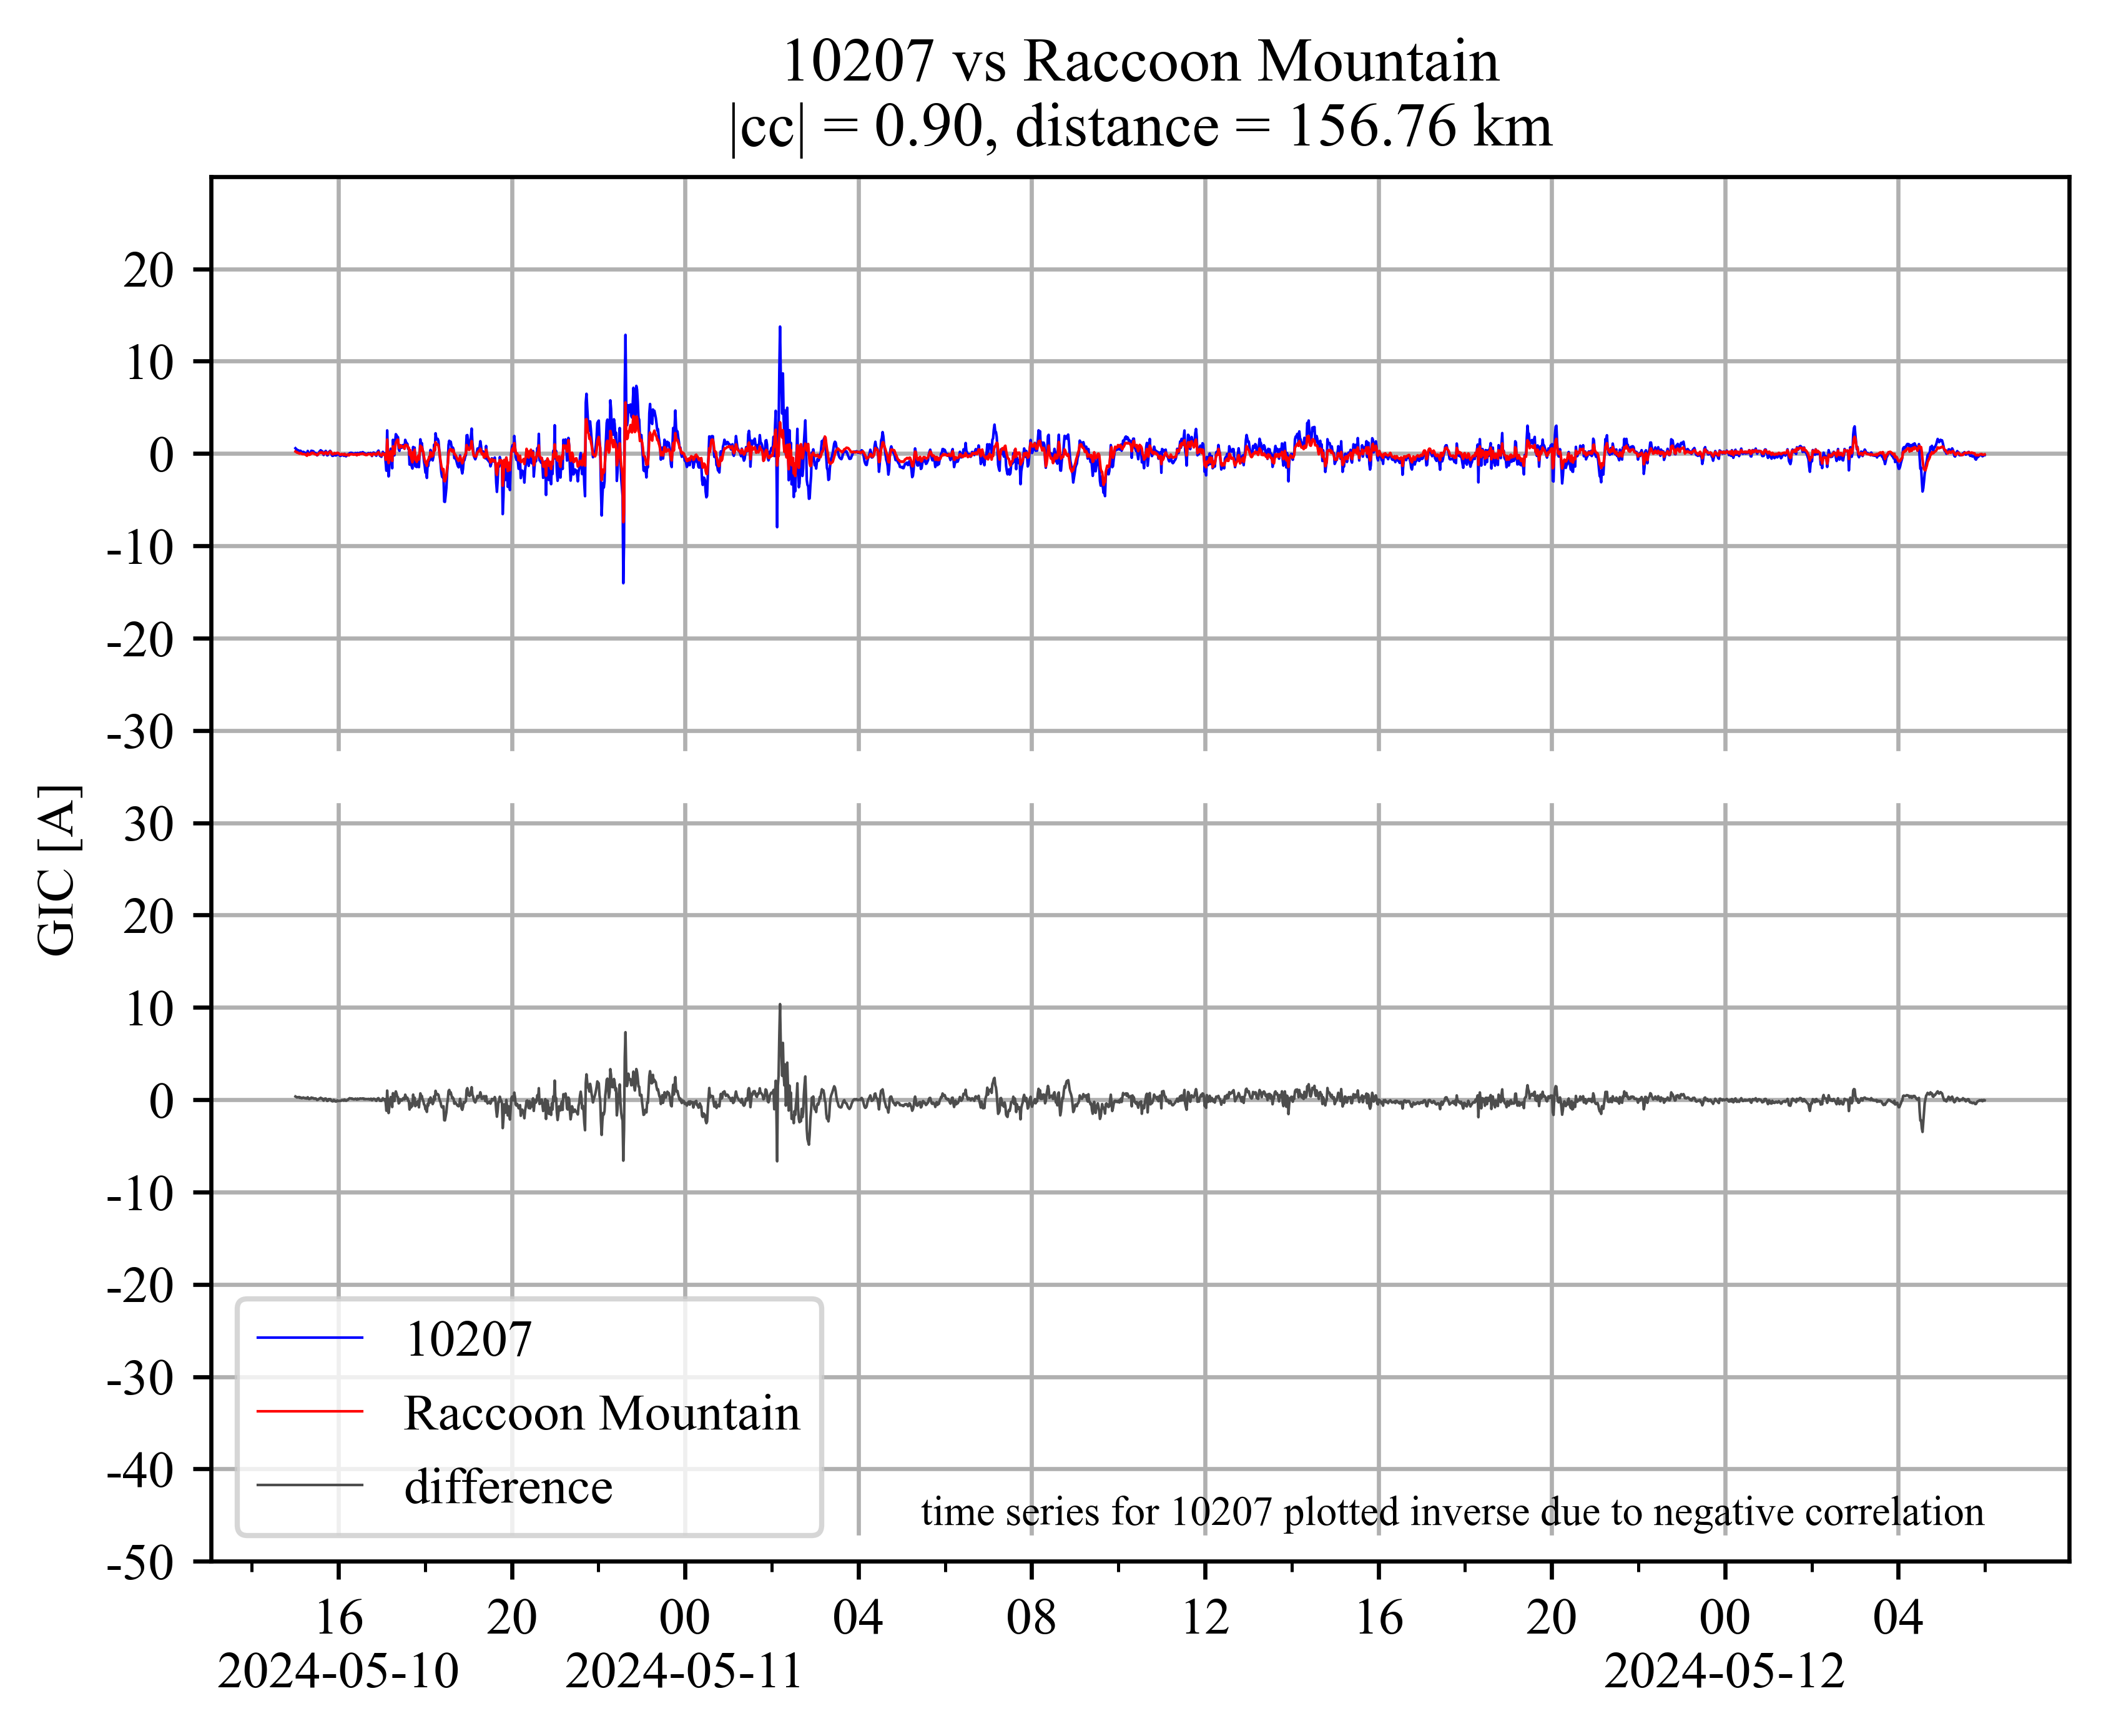 10207 vs Raccoon Mountain
|cc| = 0.90, distance = 156.76 km
GIC [A]
20
10
0
-10
-20
-30
30
20
10
0
-10
-20
-30
-40
-50
10207
Raccoon Mountain
difference
time series for 10207 plotted inverse due to negative correlation
16 20 00 04 08 12 16 20 00 04
2024-05-10 2024-05-11 2024-05-12